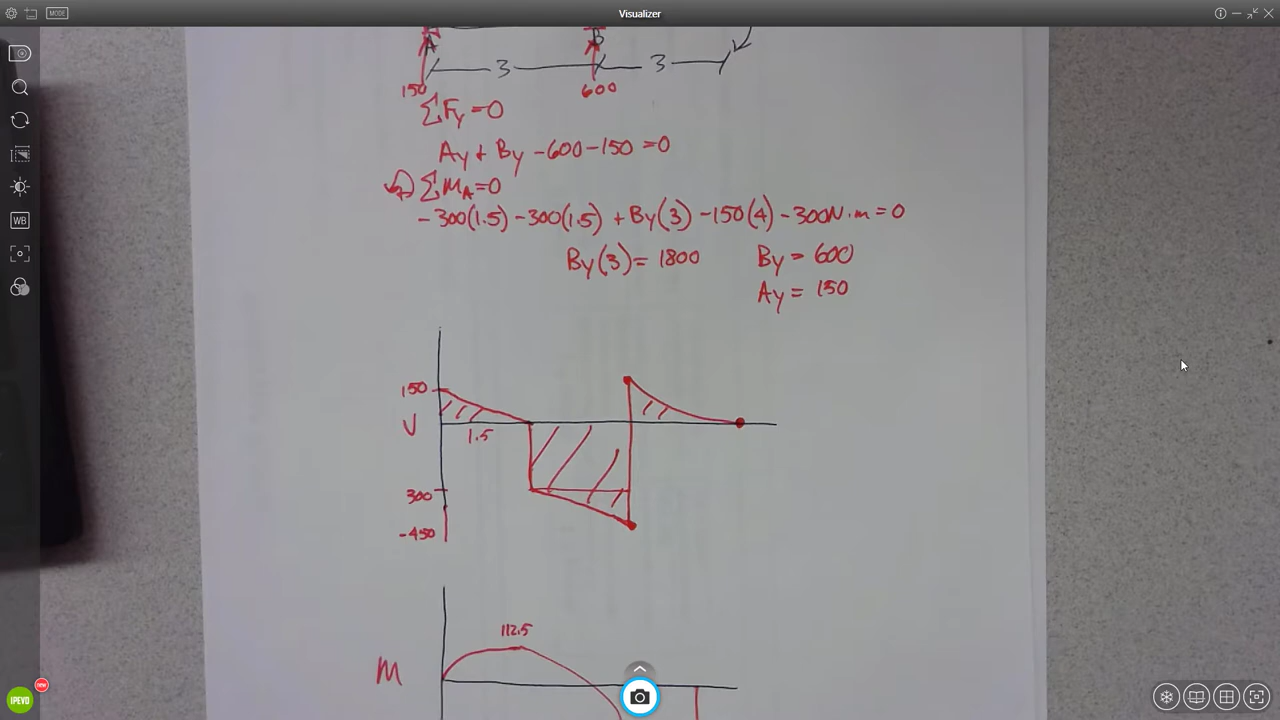 Visualizer
MODE
A B
3 3
150 600
∑Fy = 0
Ay + By - 600 - 150 = 0
∑MA = 0
- 300(1.5) - 300(1.5) + By(3) - 150(4) - 300N·m = 0
By(3) = 1800 By = 600
Ay = 150
150
V
1.5
300
-450
112.5
M
WB
IPEVO
new